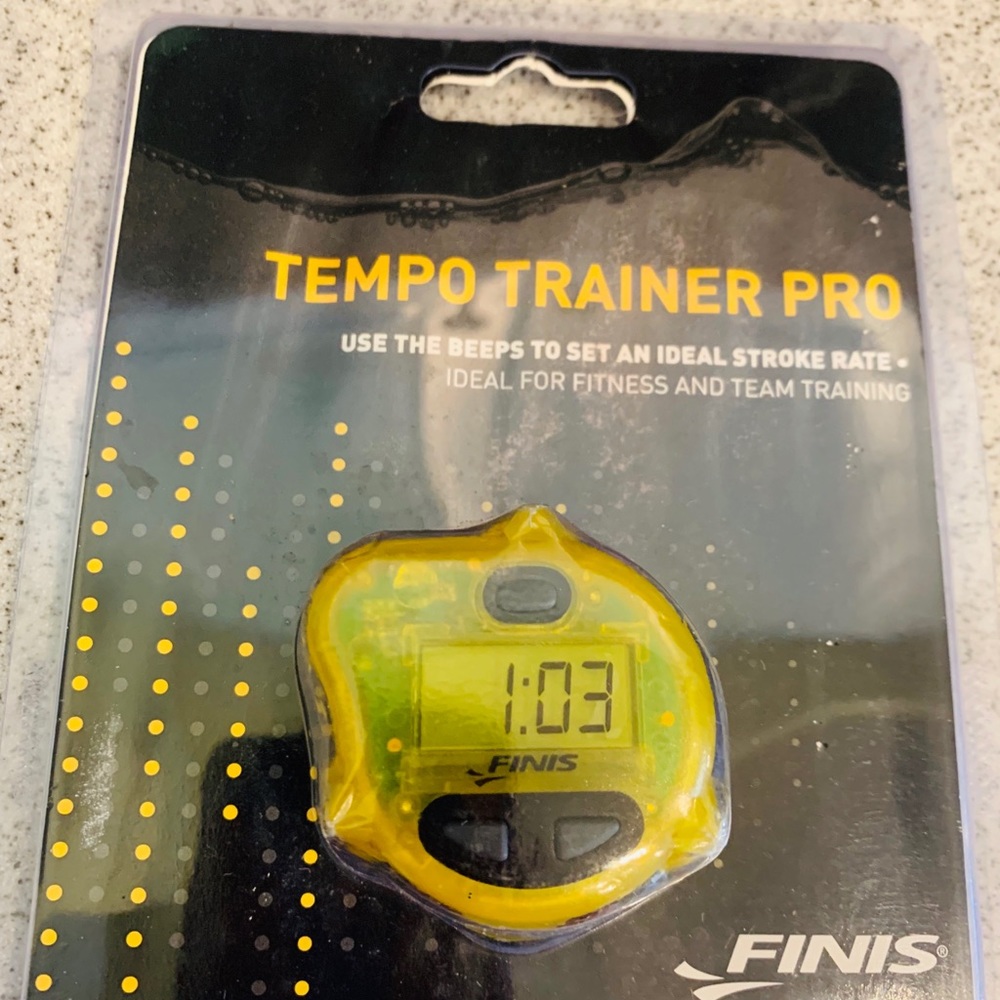 TEMPO TRAINER PRO
USE THE BEEPS TO SET AN IDEAL STROKE RATE •
IDEAL FOR FITNESS AND TEAM TRAINING
1:03
FINIS
FINIS®